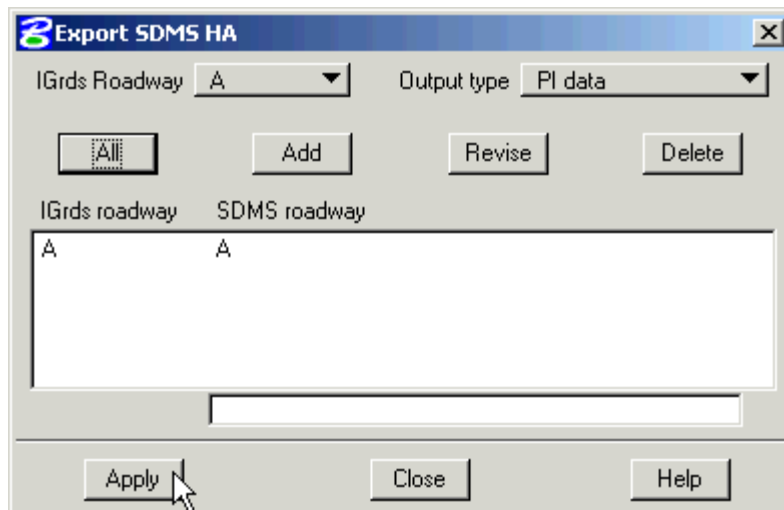 Export SDMS HA
IGrds Roadway A Output type PI data
All Add Revise Delete
IGrds roadway SDMS roadway
A A
Apply Close Help